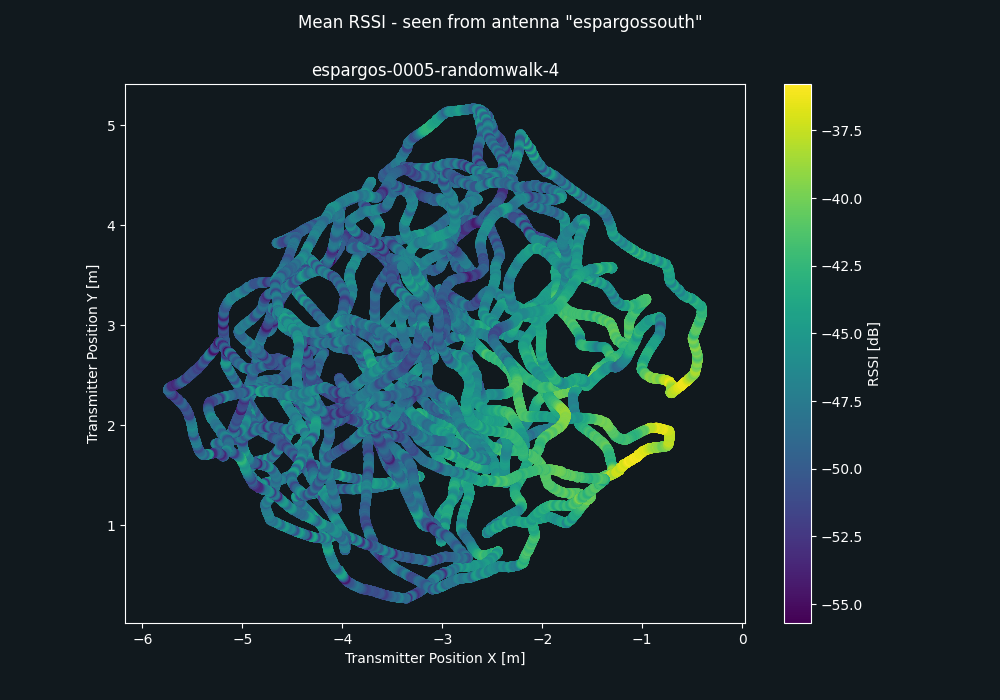 Mean RSSI - seen from antenna "espargossouth"
espargos-0005-randomwalk-4
Transmitter Position Y [m]
5
4
3
2
1
−6 −5 −4 −3 −2 −1 0
Transmitter Position X [m]
−37.5
−40.0
−42.5
−45.0
−47.5
−50.0
−52.5
−55.0
RSSI [dB]